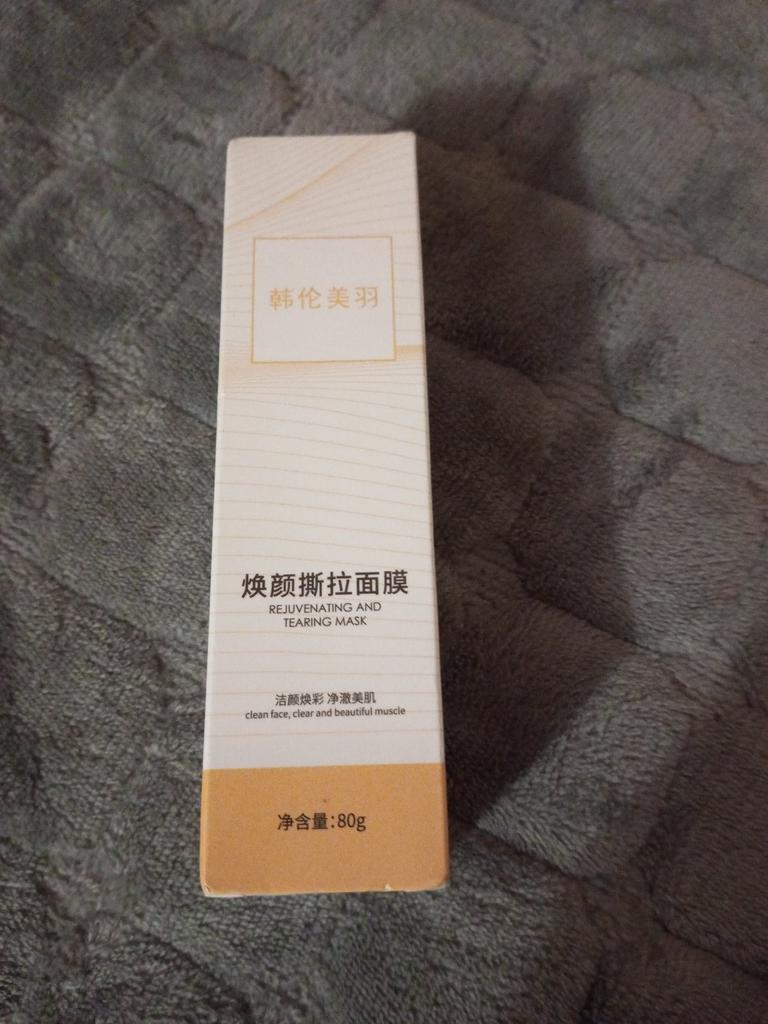 韩伦美羽
焕颜撕拉面膜
REJUVENATING AND
TEARING MASK
洁颜焕彩 净澈美肌
clean face, clear and beautiful muscle
净含量:80g